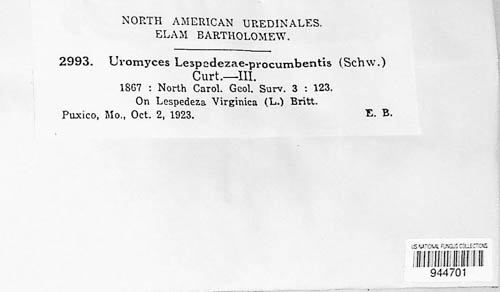 NORTH AMERICAN UREDINALES.
ELAM BARTHOLOMEW.
2993. Uromyces Lespedezae-procumbentis (Schw.)
Curt.—III.
1867 : North Carol. Geol. Surv. 3 : 123.
On Lespedeza Virginica (L.) Britt.
Puxico, Mo., Oct. 2, 1923. E. B.
US NATIONAL FUNGUS COLLECTIONS
944701